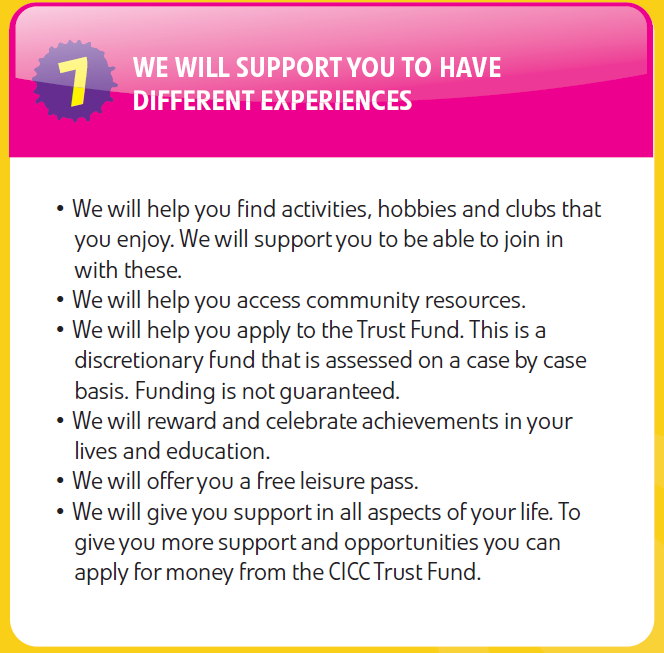 7
WE WILL SUPPORT YOU TO HAVE
DIFFERENT EXPERIENCES
• We will help you find activities, hobbies and clubs that
you enjoy. We will support you to be able to join in
with these.
• We will help you access community resources.
• We will help you apply to the Trust Fund. This is a
discretionary fund that is assessed on a case by case
basis. Funding is not guaranteed.
• We will reward and celebrate achievements in your
lives and education.
• We will offer you a free leisure pass.
• We will give you support in all aspects of your life. To
give you more support and opportunities you can
apply for money from the CICC Trust Fund.